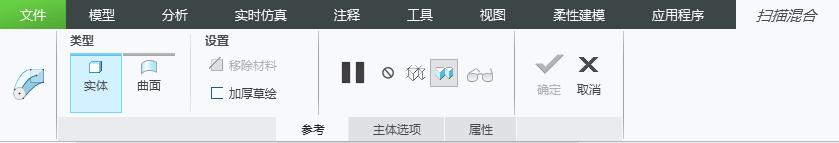 文件 模型 分析 实时仿真 注释 工具 视图 柔性建模 应用程序 扫描混合
类型 设置
移除材料
实体 曲面 加厚草绘 确定 取消
参考 主体选项 属性